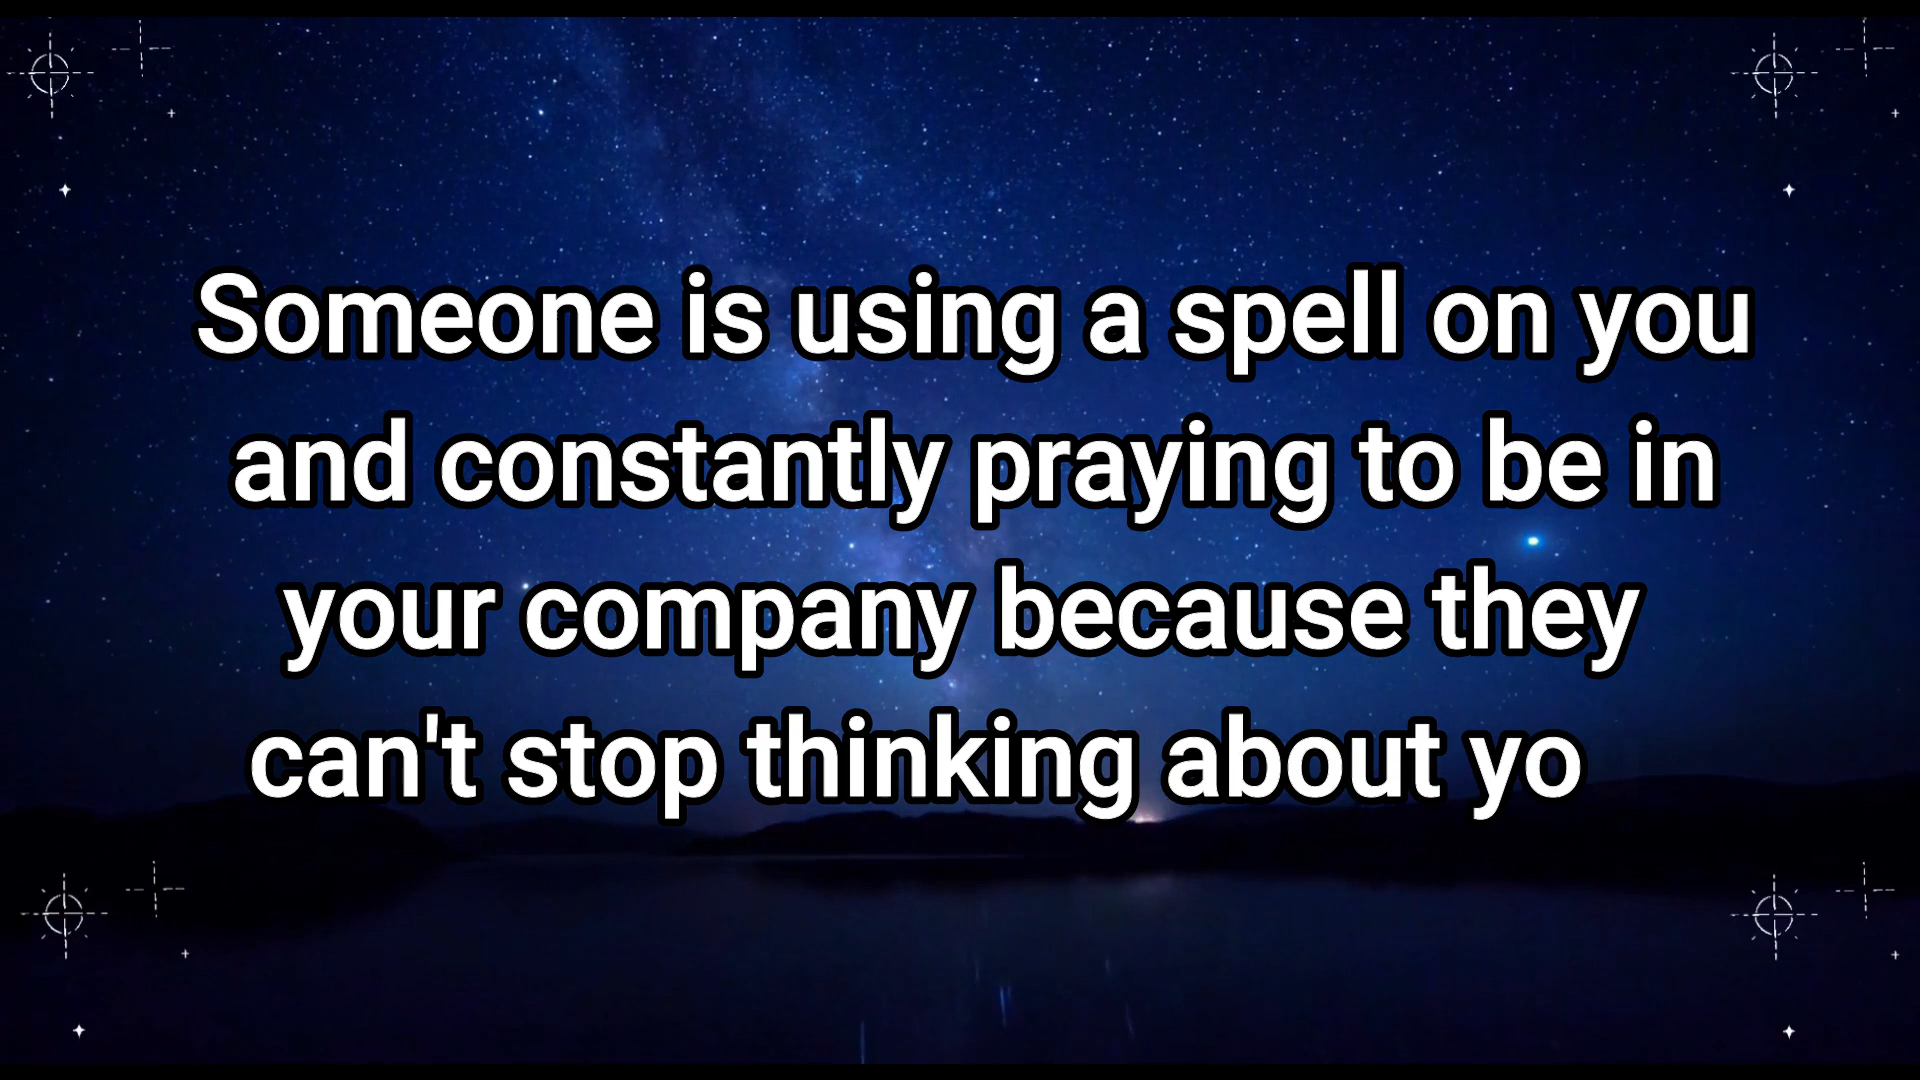 Someone is using a spell on you
and constantly praying to be in
your company because they
can't stop thinking about yo